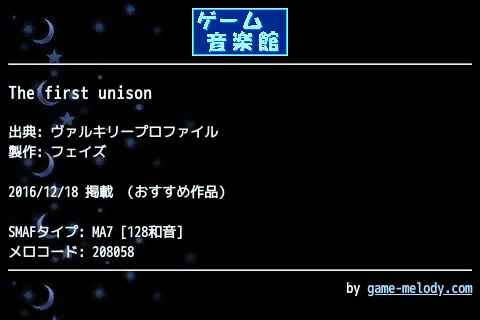 ゲーム
音楽館
The first unison
出典: ヴァルキリープロファイル
製作: フェイズ
2016/12/18 掲載 (おすすめ作品)
SMAFタイプ: MA7 [128和音]
メロコード: 208058
by game-melody.com